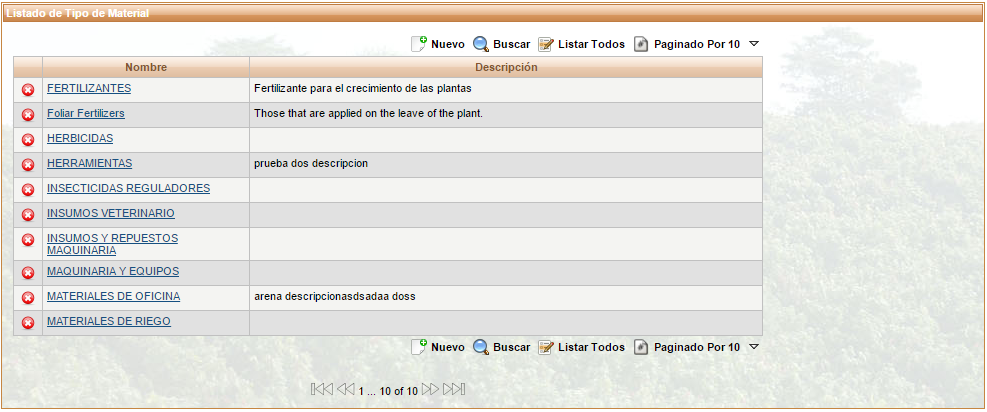 Listado de Tipo de Material
Nuevo Buscar Listar Todos Paginado Por 10
Nombre Descripción
FERTILIZANTES Fertilizante para el crecimiento de las plantas
Foliar Fertilizers Those that are applied on the leave of the plant.
HERBICIDAS
HERRAMIENTAS prueba dos descripcion
INSECTICIDAS REGULADORES
INSUMOS VETERINARIO
INSUMOS Y REPUESTOS
MAQUINARIA
MAQUINARIA Y EQUIPOS
MATERIALES DE OFICINA arena descripcionasdsadaa doss
MATERIALES DE RIEGO
Nuevo Buscar Listar Todos Paginado Por 10
1 ... 10 of 10